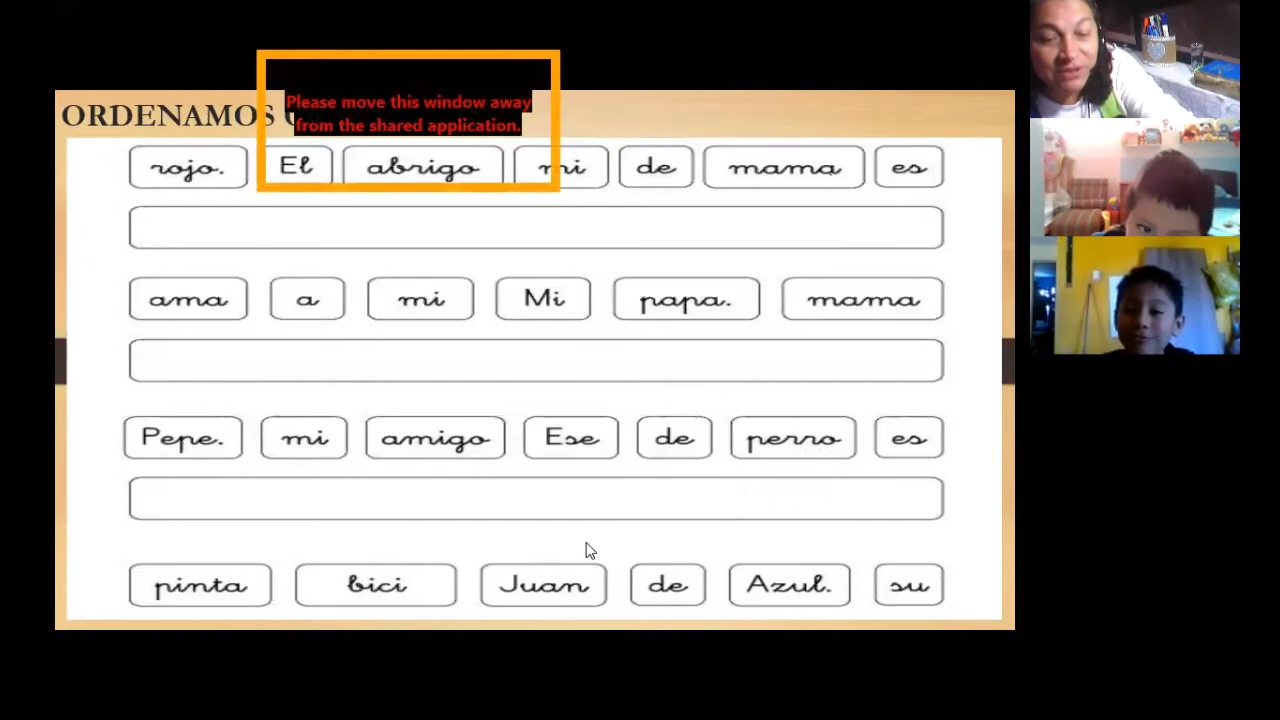 ORDENAMOS
Please move this window away
from the shared application.
rojo. El abrigo mi de mama es
ama a mi Mi papa. mama
Pepe. mi amigo Ese de perro es
pinta bici Juan de Azul. su